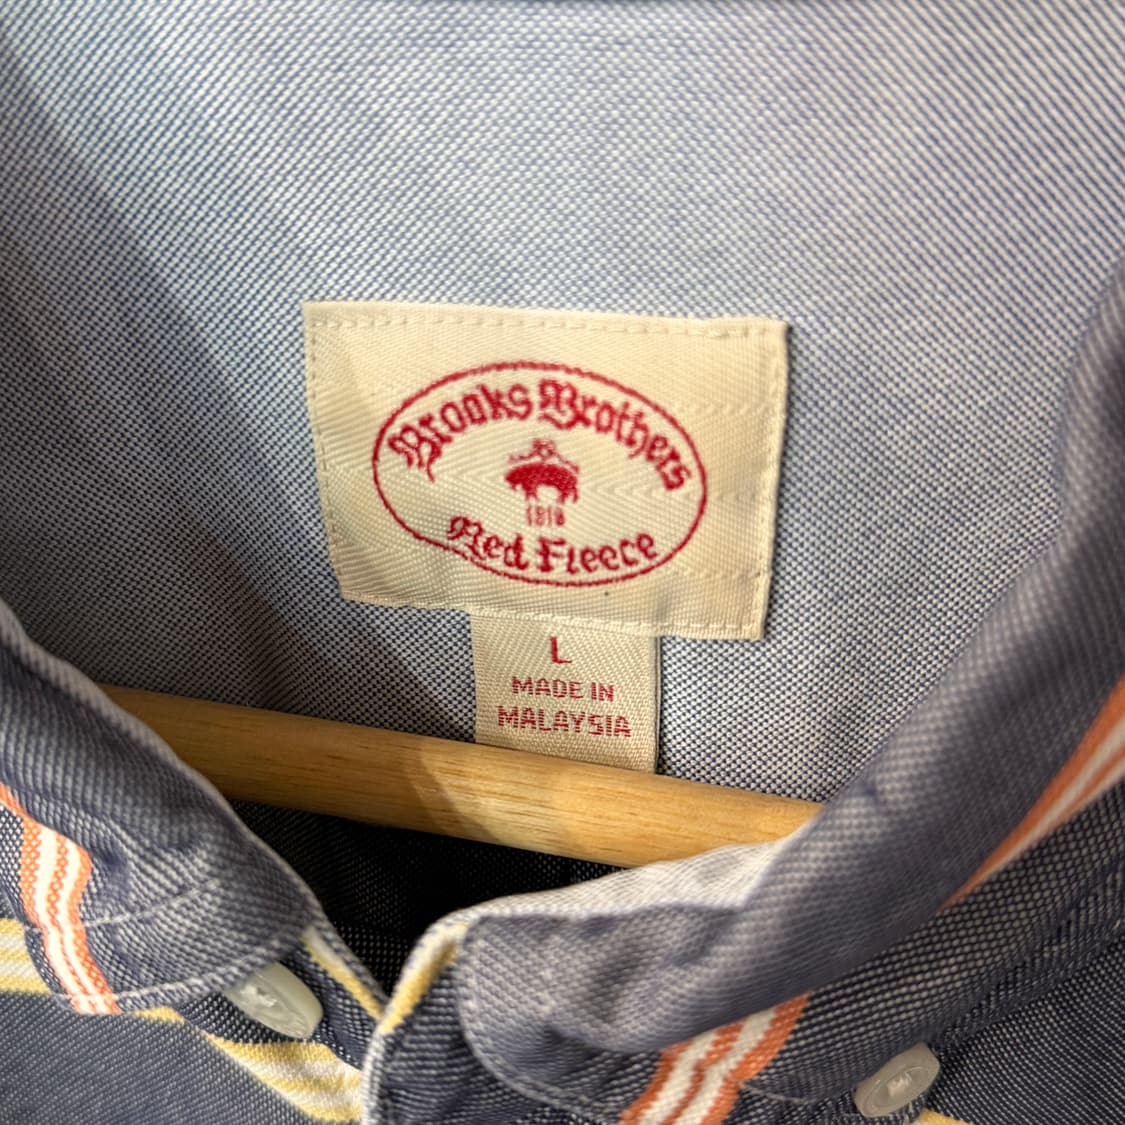 Brooks Brothers
1818
Red Fleece
L
MADE IN
MALAYSIA